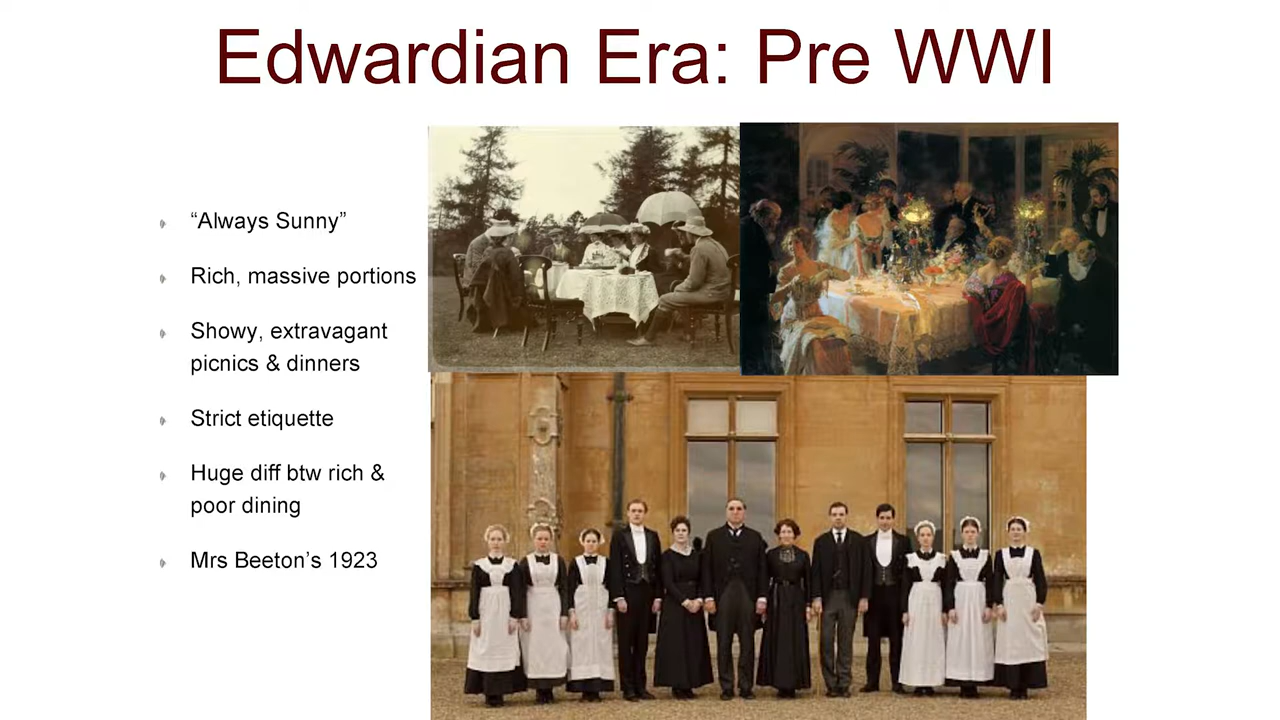 Edwardian Era: Pre WWI
“Always Sunny”
Rich, massive portions
Showy, extravagant
picnics & dinners
Strict etiquette
Huge diff btw rich &
poor dining
Mrs Beeton’s 1923